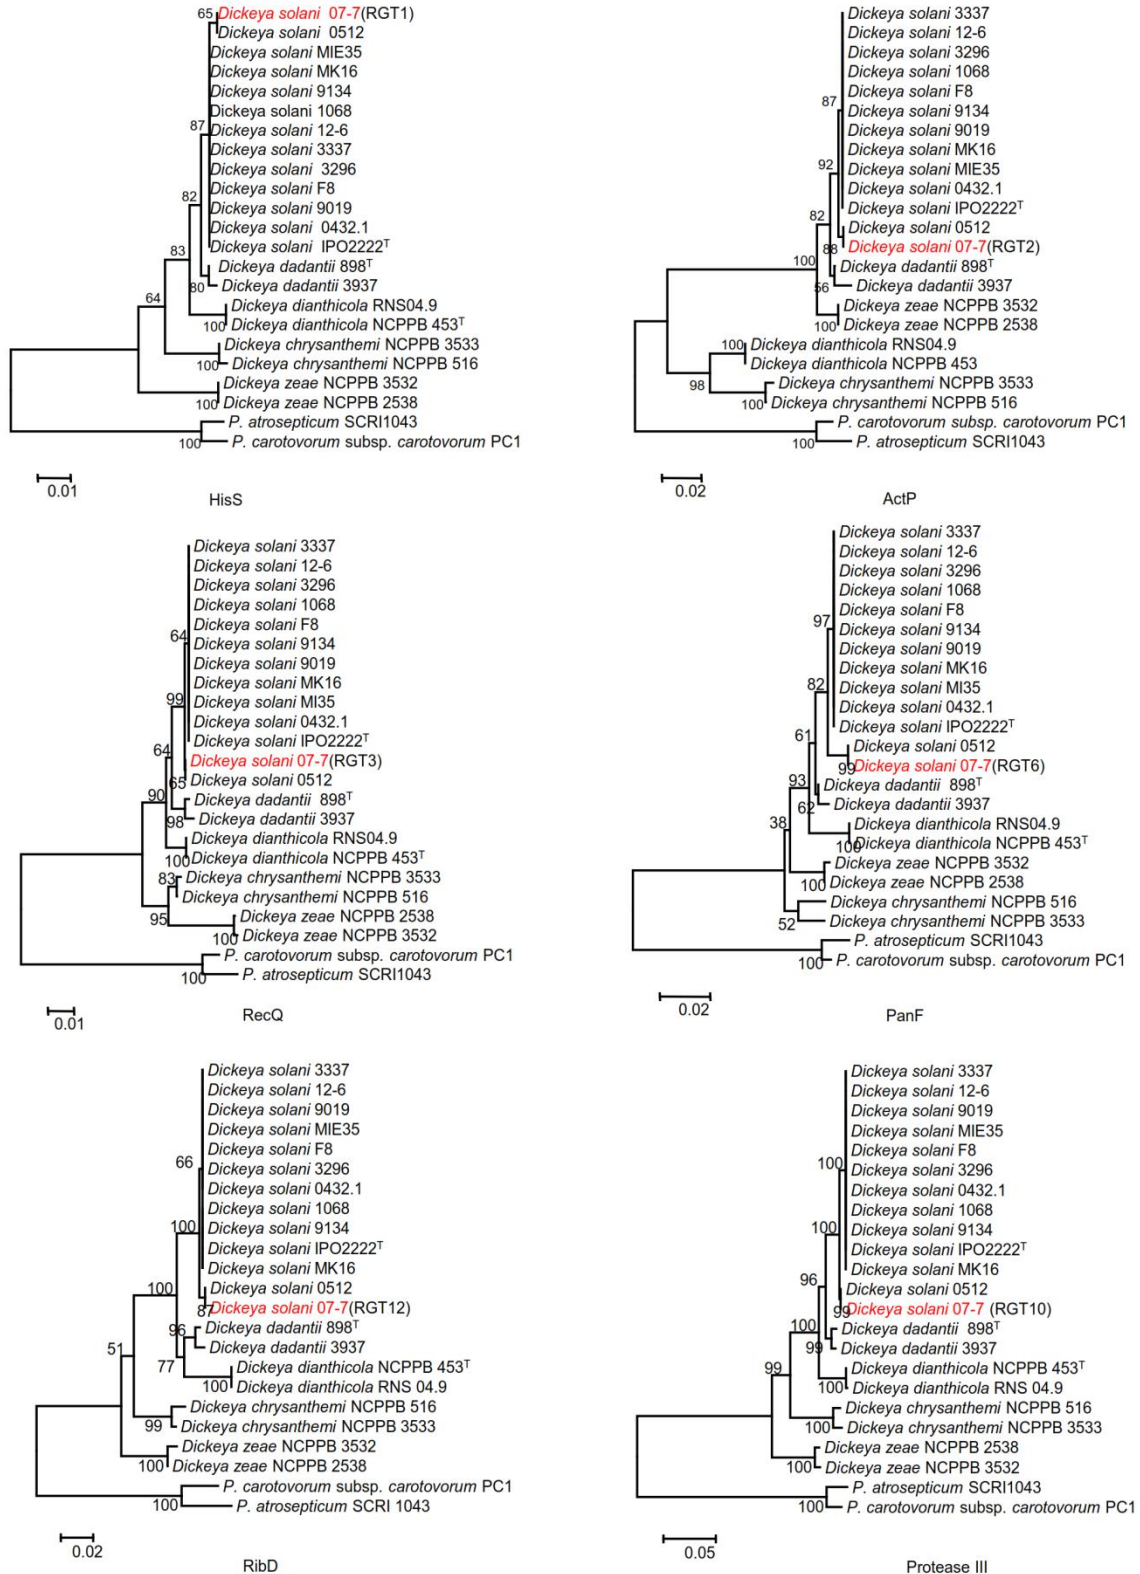 65
Dickeya solani 07-7(RGT1)
Dickeya solani 0512
Dickeya solani MIE35
Dickeya solani MK16
Dickeya solani 9134
Dickeya solani 1068
87
Dickeya solani 12-6
Dickeya solani 3337
Dickeya solani 3296
82
Dickeya solani F8
Dickeya solani 9019
Dickeya solani 0432.1
83
Dickeya solani IPO2222T
Dickeya dadantii 898T
80
Dickeya dadantii 3937
64
Dickeya dianthicola RNS04.9
100
Dickeya dianthicola NCPPB 453T
Dickeya chrysanthemi NCPPB 3533
100
Dickeya chrysanthemi NCPPB 516
Dickeya zeae NCPPB 3532
100
Dickeya zeae NCPPB 2538
P. atrosepticum SCRI1043
100
P. carotovorum subsp. carotovorum PC1
0.01
HisS
Dickeya solani 3337
Dickeya solani 12-6
Dickeya solani 3296
Dickeya solani 1068
87
Dickeya solani F8
Dickeya solani 9134
Dickeya solani 9019
Dickeya solani MK16
92
Dickeya solani MIE35
Dickeya solani 0432.1
Dickeya solani IPO2222T
82
Dickeya solani 0512
88
Dickeya solani 07-7(RGT2)
100
Dickeya dadantii 898T
56
Dickeya dadantii 3937
Dickeya zeae NCPPB 3532
100
Dickeya zeae NCPPB 2538
100
Dickeya dianthicola RNS04.9
98
Dickeya dianthicola NCPPB 453
Dickeya chrysanthemi NCPPB 3533
100
Dickeya chrysanthemi NCPPB 516
P. carotovorum subsp. carotovorum PC1
100
P. atrosepticum SCRI1043
0.02
ActP
Dickeya solani 3337
Dickeya solani 12-6
Dickeya solani 3296
Dickeya solani 1068
64
Dickeya solani F8
Dickeya solani 9134
Dickeya solani 9019
Dickeya solani MK16
99
Dickeya solani MI35
Dickeya solani 0432.1
Dickeya solani IPO2222T
64
Dickeya solani 07-7(RGT3)
65
Dickeya solani 0512
90
Dickeya dadantii 898T
98
Dickeya dadantii 3937
Dickeya dianthicola RNS04.9
100
Dickeya dianthicola NCPPB 453T
83
Dickeya chrysanthemi NCPPB 3533
Dickeya chrysanthemi NCPPB 516
95
Dickeya zeae NCPPB 2538
100
Dickeya zeae NCPPB 3532
P. carotovorum subsp. carotovorum PC1
100
P. atrosepticum SCRI1043
0.01
RecQ
Dickeya solani 3337
Dickeya solani 12-6
Dickeya solani 3296
Dickeya solani 1068
97
Dickeya solani F8
Dickeya solani 9134
Dickeya solani 9019
82
Dickeya solani MK16
Dickeya solani MI35
Dickeya solani 0432.1
61
Dickeya solani IPO2222T
Dickeya solani 0512
99
Dickeya solani 07-7(RGT6)
93
Dickeya dadantii 898T
62
Dickeya dadantii 3937
38
Dickeya dianthicola RNS04.9
100
Dickeya dianthicola NCPPB 453T
Dickeya zeae NCPPB 3532
100
Dickeya zeae NCPPB 2538
Dickeya chrysanthemi NCPPB 516
52
Dickeya chrysanthemi NCPPB 3533
P. atrosepticum SCRI1043
100
P. carotovorum subsp. carotovorum PC1
0.02
PanF
Dickeya solani 3337
Dickeya solani 12-6
Dickeya solani 9019
Dickeya solani MIE35
66
Dickeya solani F8
Dickeya solani 3296
Dickeya solani 0432.1
Dickeya solani 1068
100
Dickeya solani 9134
Dickeya solani IPO2222T
Dickeya solani MK16
100
Dickeya solani 0512
87
Dickeya solani 07-7(RGT12)
96
Dickeya dadantii 898T
51
Dickeya dadantii 3937
77
Dickeya dianthicola NCPPB 453T
100
Dickeya dianthicola RNS 04.9
Dickeya chrysanthemi NCPPB 516
99
Dickeya chrysanthemi NCPPB 3533
Dickeya zeae NCPPB 3532
100
Dickeya zeae NCPPB 2538
P. carotovorum subsp. carotovorum PC1
100
P. atrosepticum SCRI 1043
0.02
RibD
Dickeya solani 3337
Dickeya solani 12-6
Dickeya solani 9019
Dickeya solani MIE35
100
Dickeya solani F8
Dickeya solani 3296
Dickeya solani 0432.1
Dickeya solani 1068
100
Dickeya solani 9134
Dickeya solani IPO2222T
Dickeya solani MK16
96
Dickeya solani 0512
99
Dickeya solani 07-7 (RGT10)
100
Dickeya dadantii 898T
99
Dickeya dadantii 3937
99
Dickeya dianthicola NCPPB 453T
100
Dickeya dianthicola RNS 04.9
Dickeya chrysanthemi NCPPB 516
100
Dickeya chrysanthemi NCPPB 3533
Dickeya zeae NCPPB 2538
100
Dickeya zeae NCPPB 3532
P. atrosepticum SCRI1043
100
P. carotovorum subsp. carotovorum PC1
0.05
Protease III